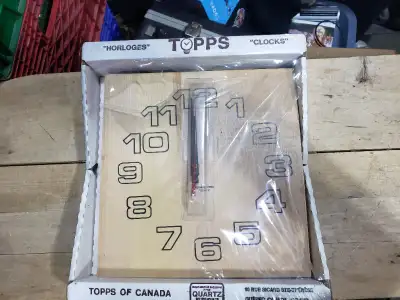 "HORLOGES" TOPPS "CLOCKS"
12
11 1
10 2
9 3
8 4
7 5
6
TOPPS OF CANADA
QUARTZ